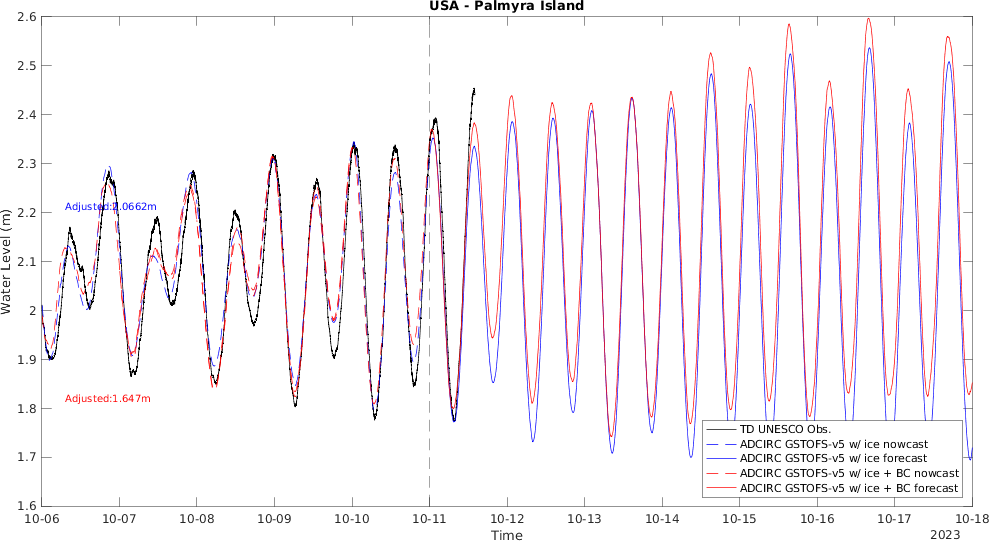 USA - Palmyra Island
2.6
2.5
2.4
2.3
2.2
2.1
2
1.9
1.8
1.7
1.6
Water Level (m)
Adjusted:2.0662m
Adjusted:1.647m
TD UNESCO Obs.
ADCIRC GSTOFS-v5 w/ ice nowcast
ADCIRC GSTOFS-v5 w/ ice forecast
ADCIRC GSTOFS-v5 w/ ice + BC nowcast
ADCIRC GSTOFS-v5 w/ ice + BC forecast
10-06 10-07 10-08 10-09 10-10 10-11 10-12 10-13 10-14 10-15 10-16 10-17 10-18
Time
2023